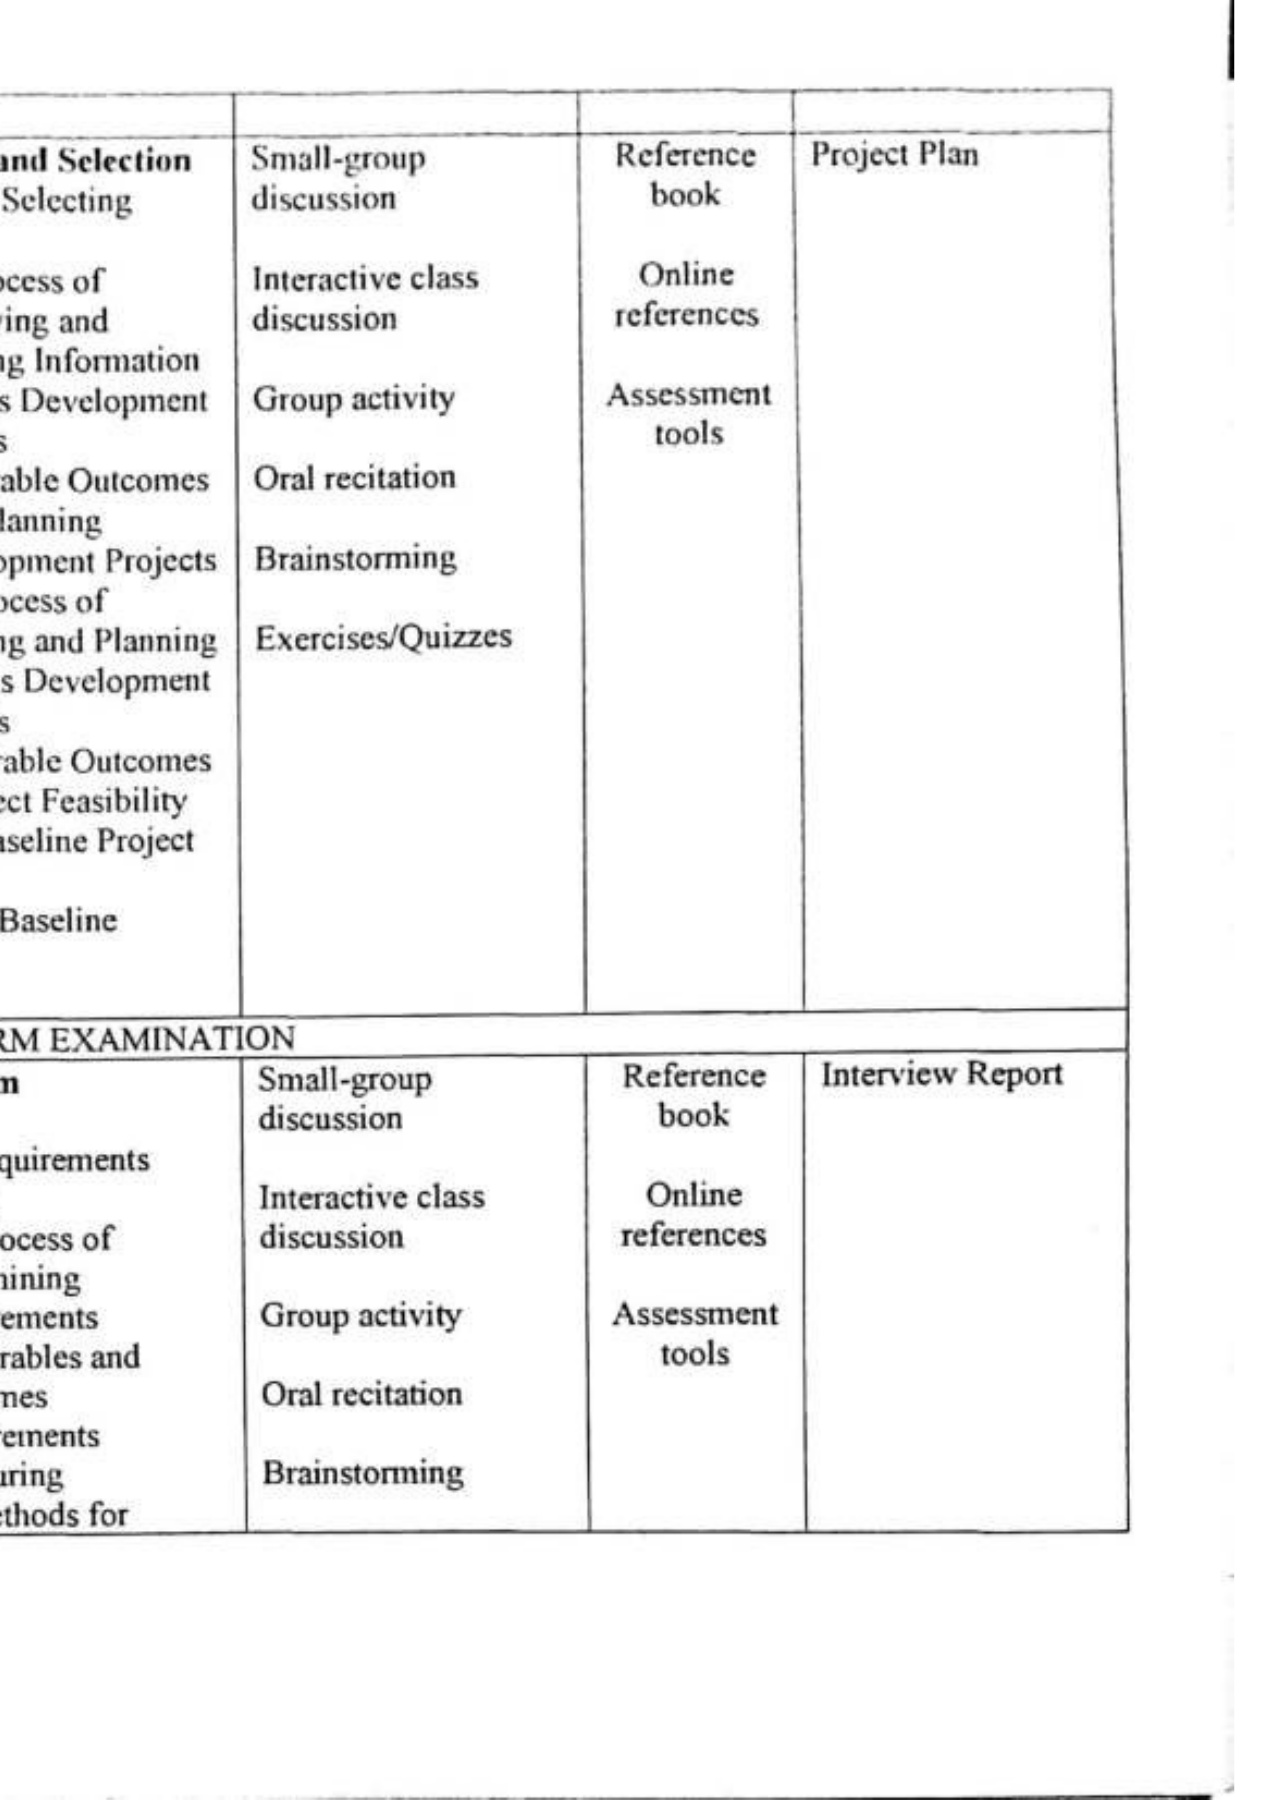 and Selection
Selecting
ocess of
ing and
ng Information
s Development
s
able Outcomes
lanning
opment Projects
ocess of
ng and Planning
s Development
s
able Outcomes
ect Feasibility
aseline Project
Baseline
Small-group
discussion
Interactive class
discussion
Group activity
Oral recitation
Brainstorming
Exercises/Quizzes
Reference
book
Online
references
Assessment
tools
Project Plan
RM EXAMINATION
m
quirements
ocess of
ining
ements
rables and
mes
ements
uring
ethods for
Small-group
discussion
Interactive class
discussion
Group activity
Oral recitation
Brainstorming
Reference
book
Online
references
Assessment
tools
Interview Report